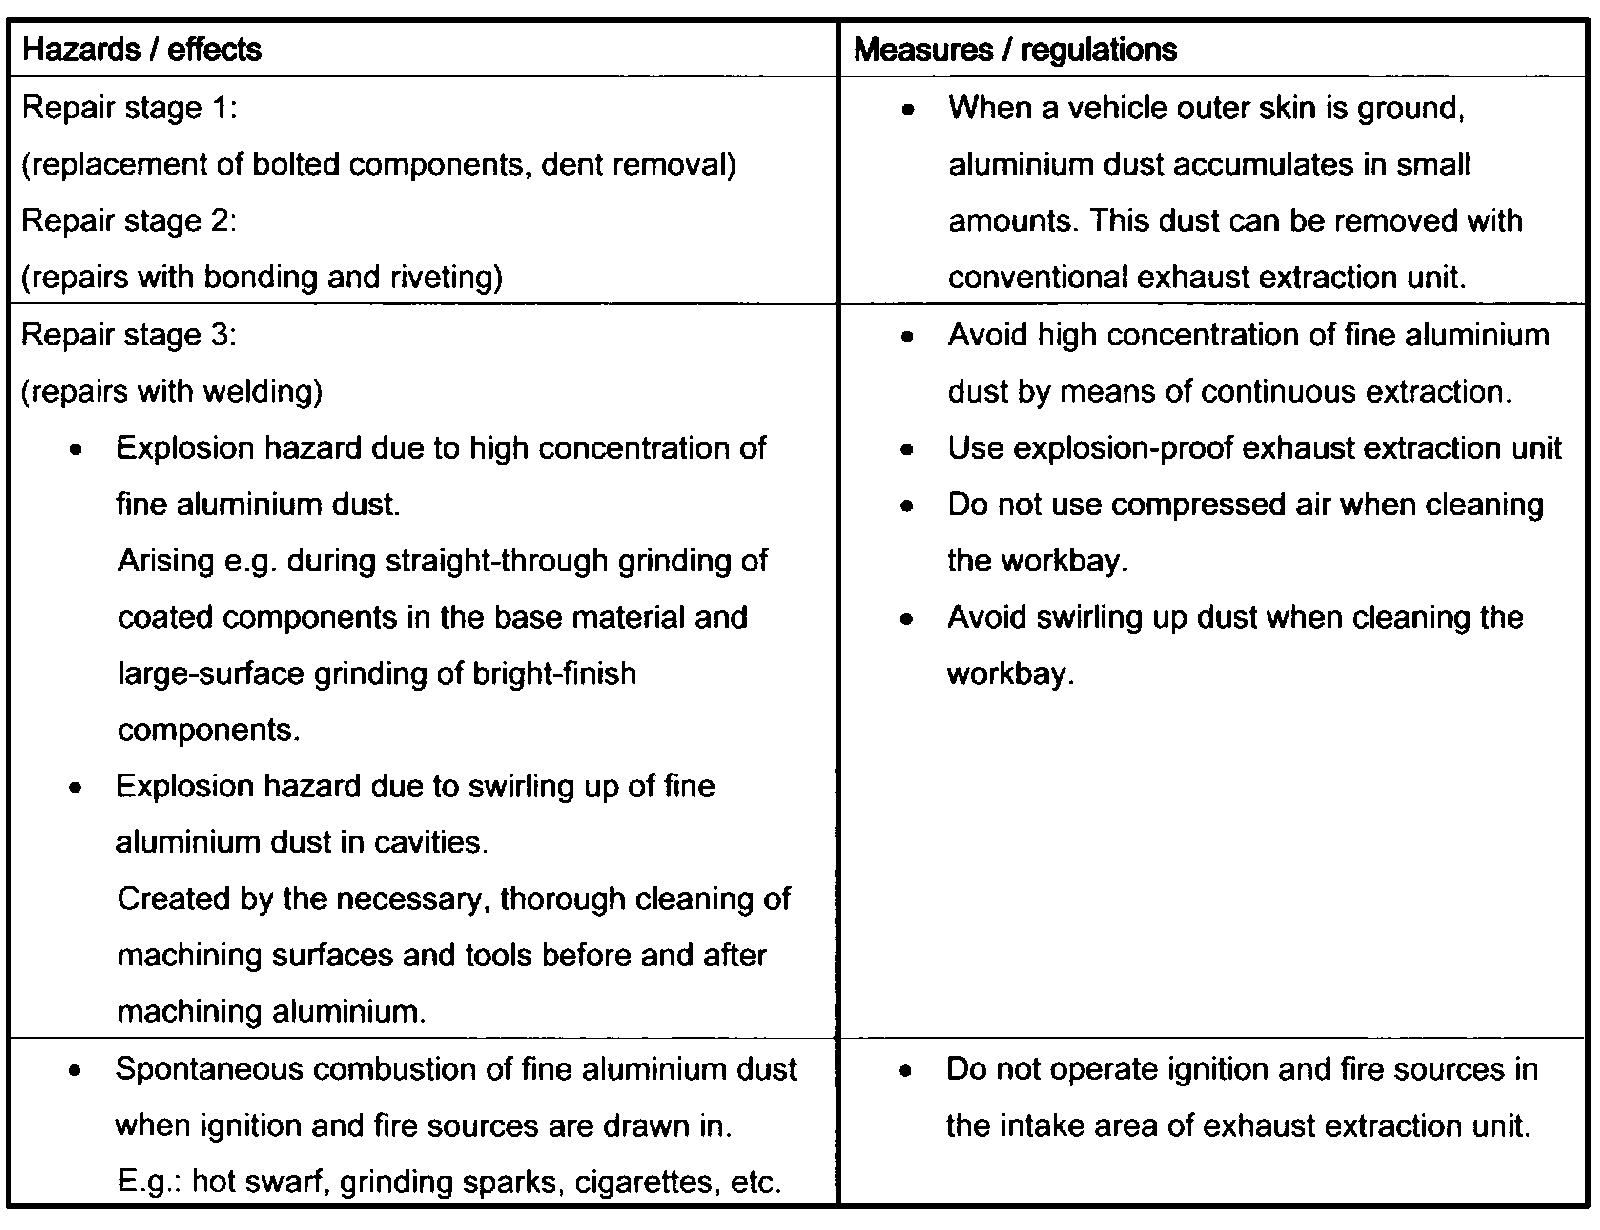 Hazards / effects
Measures / regulations
Repair stage 1:
(replacement of bolted components, dent removal)
Repair stage 2:
(repairs with bonding and riveting)
• When a vehicle outer skin is ground,
aluminium dust accumulates in small
amounts. This dust can be removed with
conventional exhaust extraction unit.
Repair stage 3:
(repairs with welding)
• Explosion hazard due to high concentration of
fine aluminium dust.
Arising e.g. during straight-through grinding of
coated components in the base material and
large-surface grinding of bright-finish
components.
• Explosion hazard due to swirling up of fine
aluminium dust in cavities.
Created by the necessary, thorough cleaning of
machining surfaces and tools before and after
machining aluminium.
• Avoid high concentration of fine aluminium
dust by means of continuous extraction.
• Use explosion-proof exhaust extraction unit
• Do not use compressed air when cleaning
the workbay.
• Avoid swirling up dust when cleaning the
workbay.
• Spontaneous combustion of fine aluminium dust
when ignition and fire sources are drawn in.
E.g.: hot swarf, grinding sparks, cigarettes, etc.
• Do not operate ignition and fire sources in
the intake area of exhaust extraction unit.